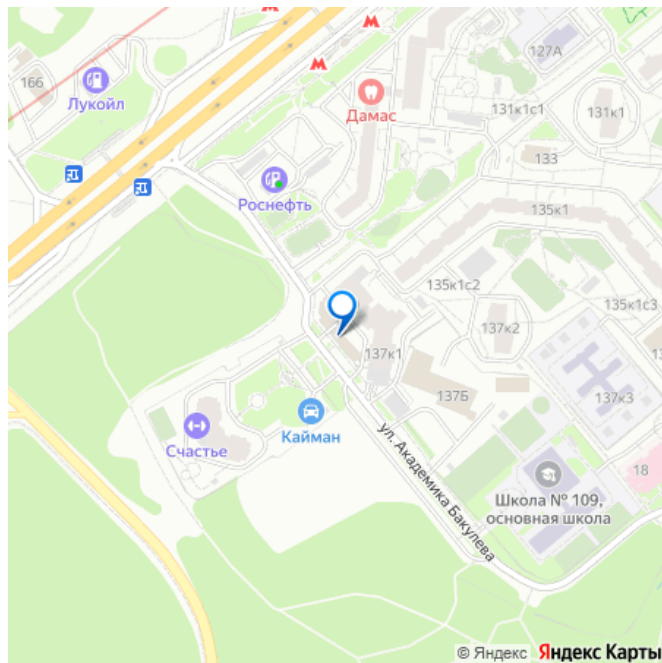 М
М
М
166
Лукойл
127А
Дамас
131к1с1
131к1
133
Роснефть
135к1
135к1с2
135к1с3
137к2
137к1
137Б
137к3
Счастье
Кайман
ул. Академика Бакулева
18
Школа № 109,
основная школа
© Яндекс Яндекс Карты